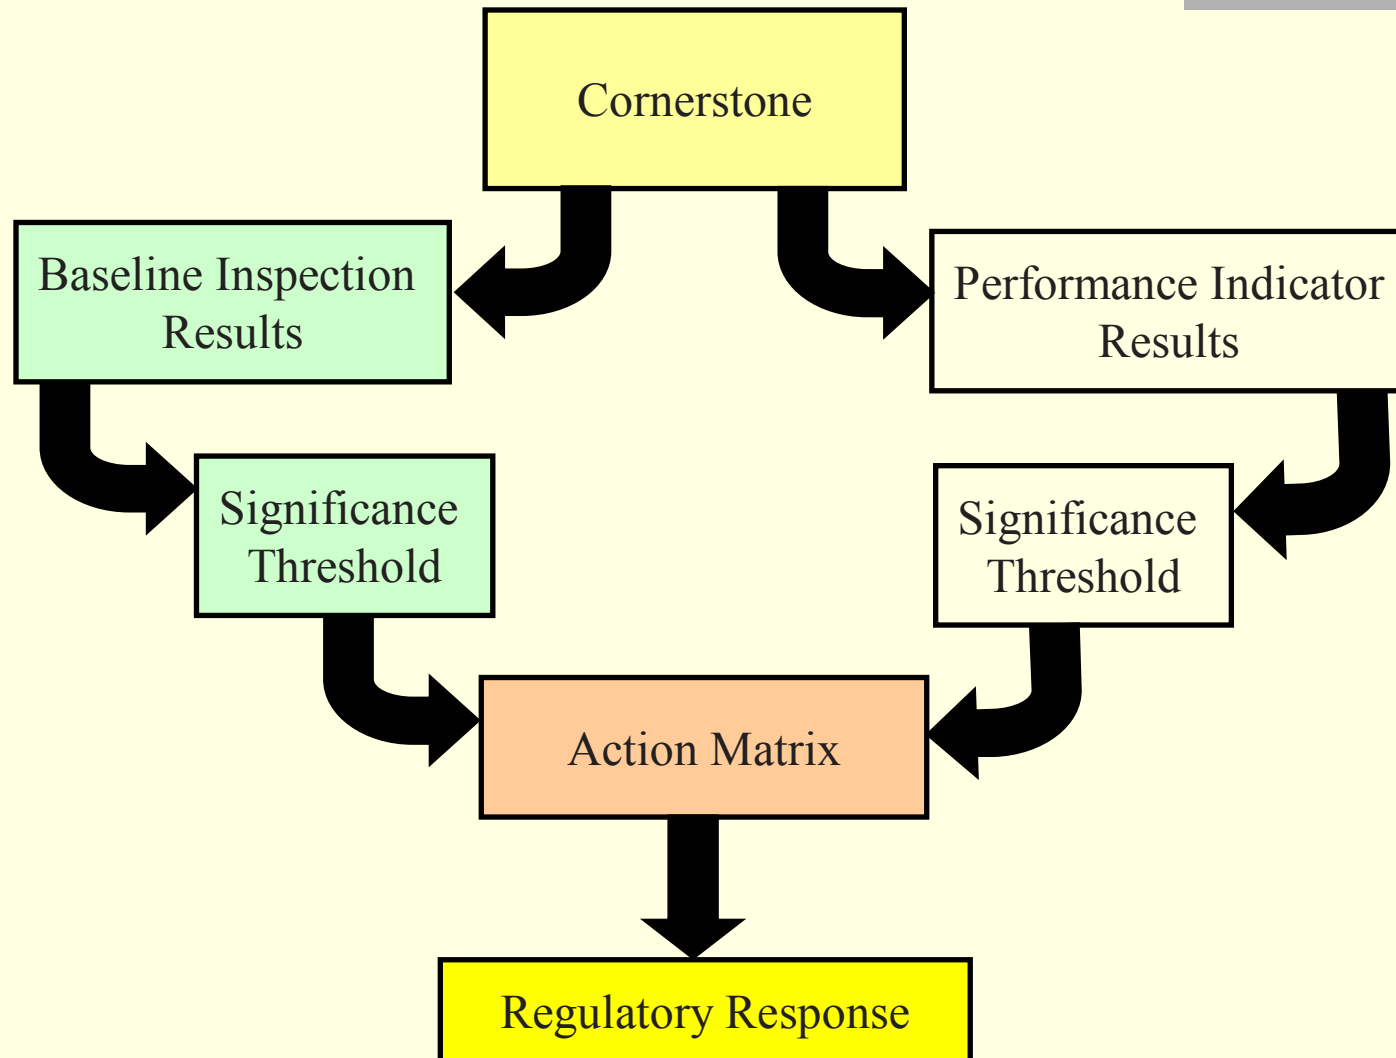 Cornerstone
Baseline Inspection
Results
Performance Indicator
Results
Significance
Threshold
Significance
Threshold
Action Matrix
Regulatory Response